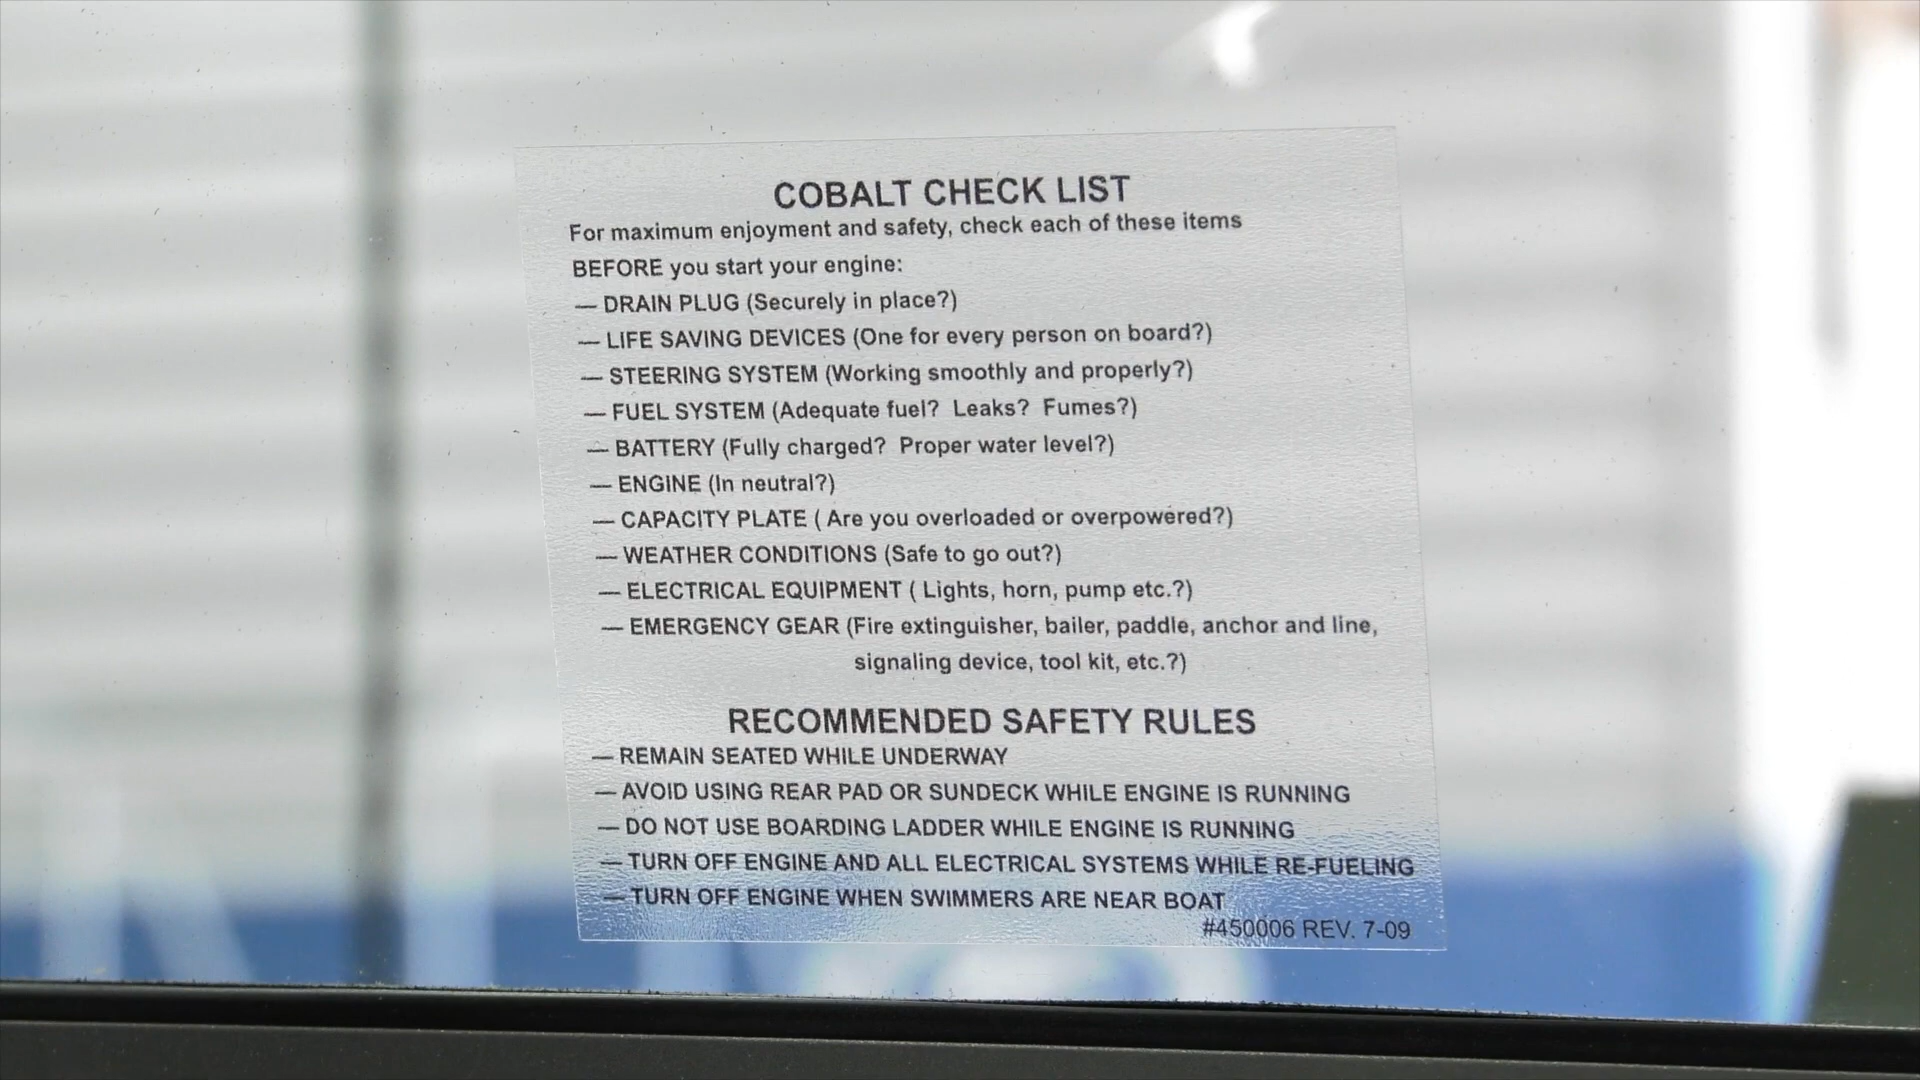 COBALT CHECK LIST
For maximum enjoyment and safety, check each of these items
BEFORE you start your engine:
— DRAIN PLUG (Securely in place?)
— LIFE SAVING DEVICES (One for every person on board?)
— STEERING SYSTEM (Working smoothly and properly?)
— FUEL SYSTEM (Adequate fuel?  Leaks?  Fumes?)
— BATTERY (Fully charged?  Proper water level?)
— ENGINE (In neutral?)
— CAPACITY PLATE ( Are you overloaded or overpowered?)
— WEATHER CONDITIONS (Safe to go out?)
— ELECTRICAL EQUIPMENT ( Lights, horn, pump etc.?)
— EMERGENCY GEAR (Fire extinguisher, bailer, paddle, anchor and line,
signaling device, tool kit, etc.?)
RECOMMENDED SAFETY RULES
— REMAIN SEATED WHILE UNDERWAY
— AVOID USING REAR PAD OR SUNDECK WHILE ENGINE IS RUNNING
— DO NOT USE BOARDING LADDER WHILE ENGINE IS RUNNING
— TURN OFF ENGINE AND ALL ELECTRICAL SYSTEMS WHILE RE-FUELING
— TURN OFF ENGINE WHEN SWIMMERS ARE NEAR BOAT
#450006 REV. 7-09